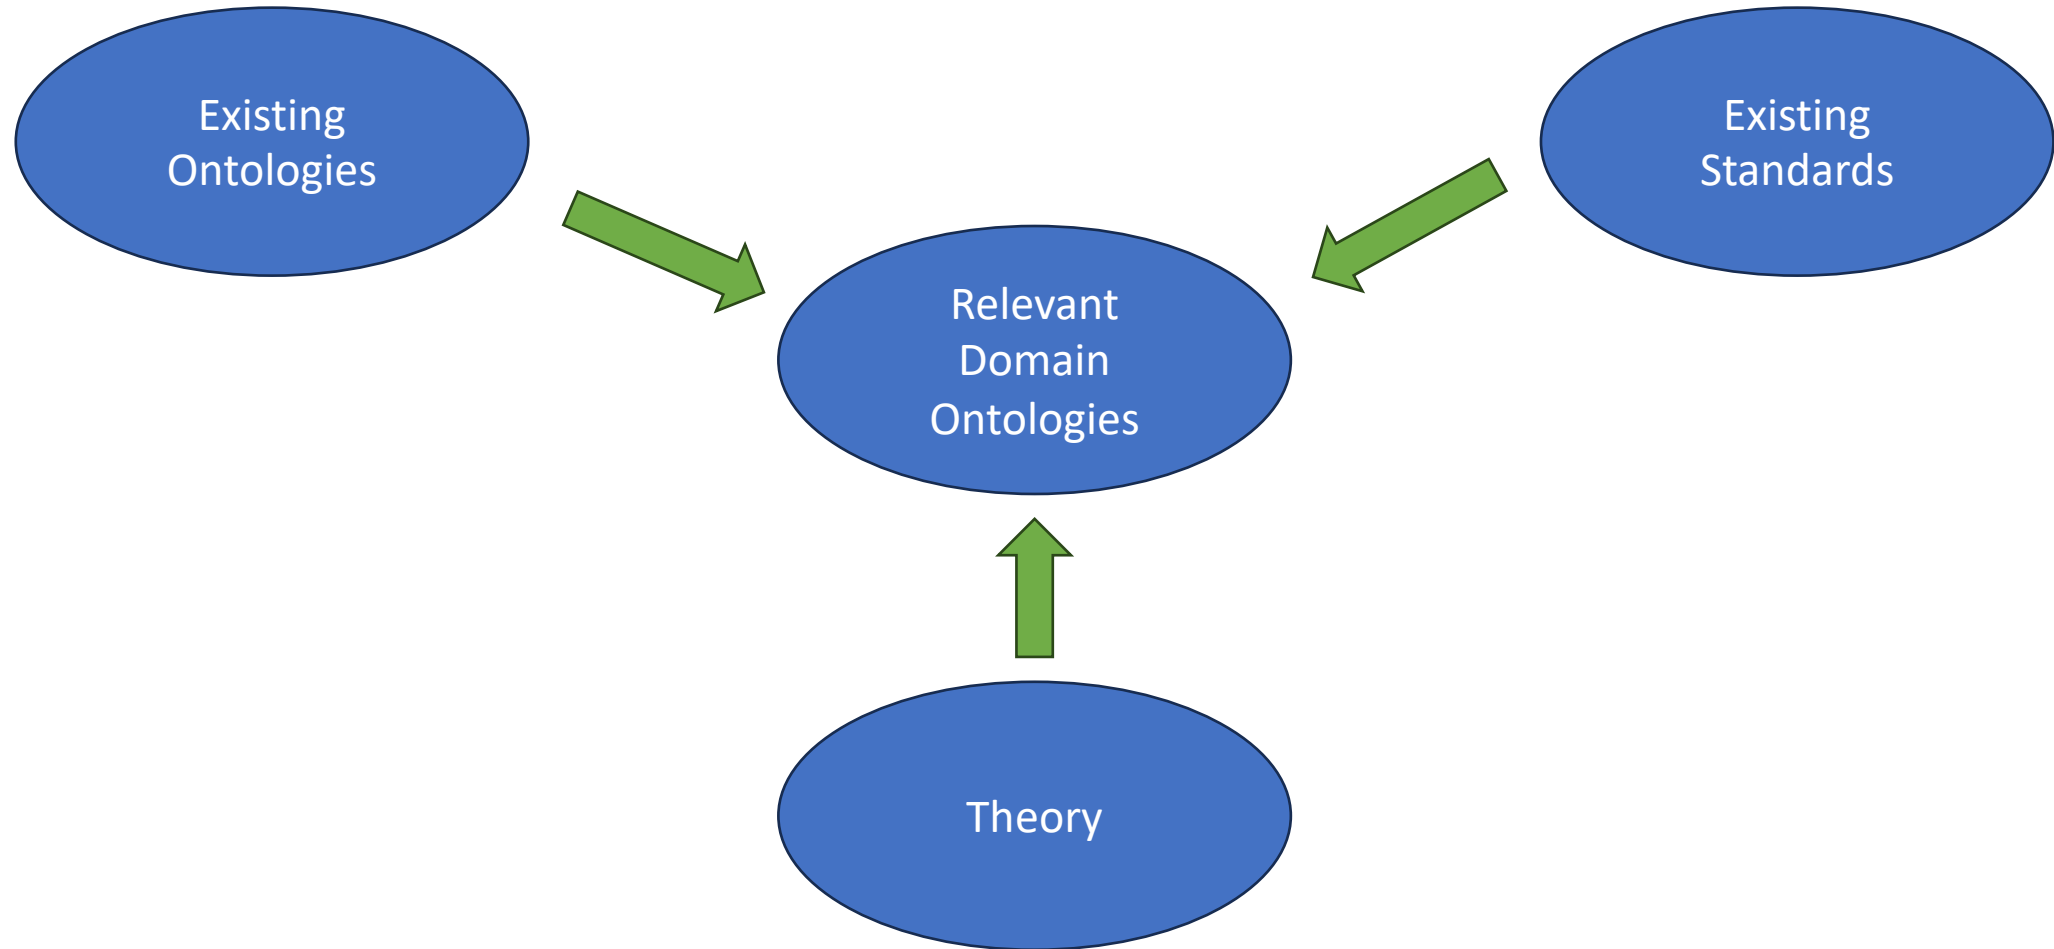 Existing
Ontologies
Existing
Standards
Relevant
Domain
Ontologies
Theory